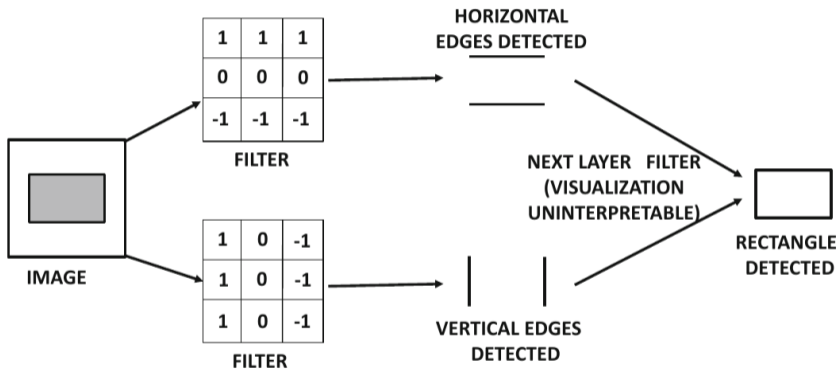 HORIZONTAL
EDGES DETECTED
1 1 1
0 0 0
-1 -1 -1
FILTER
IMAGE
NEXT LAYER FILTER
(VISUALIZATION
UNINTERPRETABLE)
1 0 -1
1 0 -1
1 0 -1
FILTER
VERTICAL EDGES
DETECTED
RECTANGLE
DETECTED